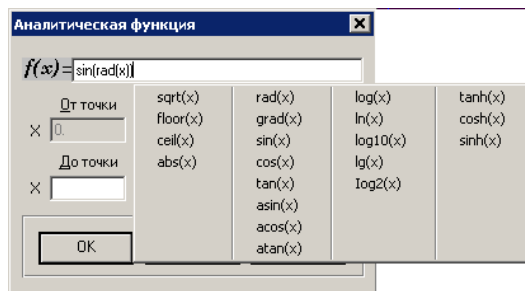 Аналитическая функция
f(x)=sin(rad(x))
От точки
X 0.
До точки
X
OK
sqrt(x)
floor(x)
ceil(x)
abs(x)
rad(x)
grad(x)
sin(x)
cos(x)
tan(x)
asin(x)
acos(x)
atan(x)
log(x)
ln(x)
log10(x)
lg(x)
Iog2(x)
tanh(x)
cosh(x)
sinh(x)